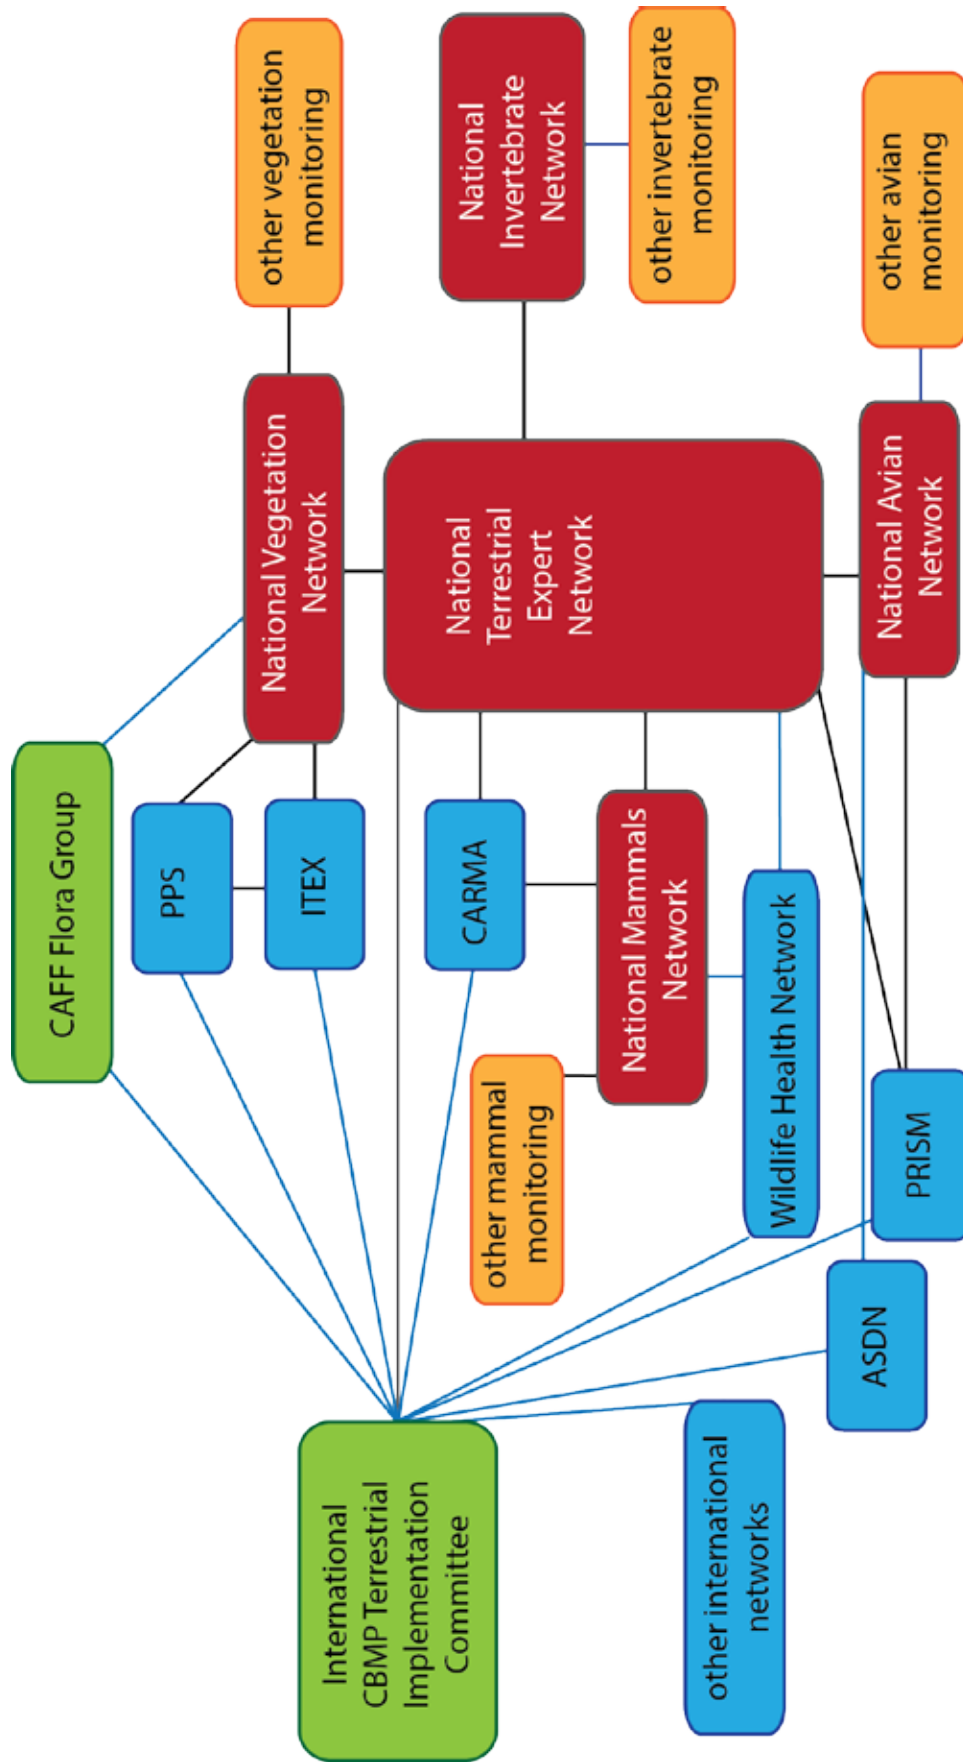 CAFF Flora Group
PPS
ITEX
National Vegetation
Network
other vegetation
monitoring
International
CBMP Terrestrial
Implementation
Committee
CARMA
National
Terrestrial
Expert
Network
National
Invertebrate
Network
other mammal
monitoring
National Mammals
Network
other invertebrate
monitoring
other international
networks
Wildlife Health Network
ASDN
PRISM
National Avian
Network
other avian
monitoring